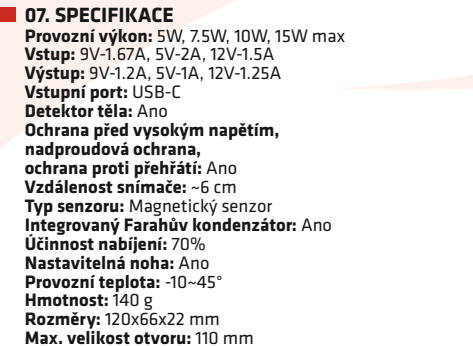 07. SPECIFIKACE
Provozní výkon: 5W, 7.5W, 10W, 15W max
Vstup: 9V-1.67A, 5V-2A, 12V-1.5A
Výstup: 9V-1.2A, 5V-1A, 12V-1.25A
Vstupní port: USB-C
Detektor těla: Ano
Ochrana před vysokým napětím,
nadproudová ochrana,
ochrana proti přehřátí: Ano
Vzdálenost snímače: ~6 cm
Typ senzoru: Magnetický senzor
Integrovaný Farahův kondenzátor: Ano
Účinnost nabíjení: 70%
Nastavitelná noha: Ano
Provozní teplota: -10~45°
Hmotnost: 140 g
Rozměry: 120x66x22 mm
Max. velikost otvoru: 110 mm